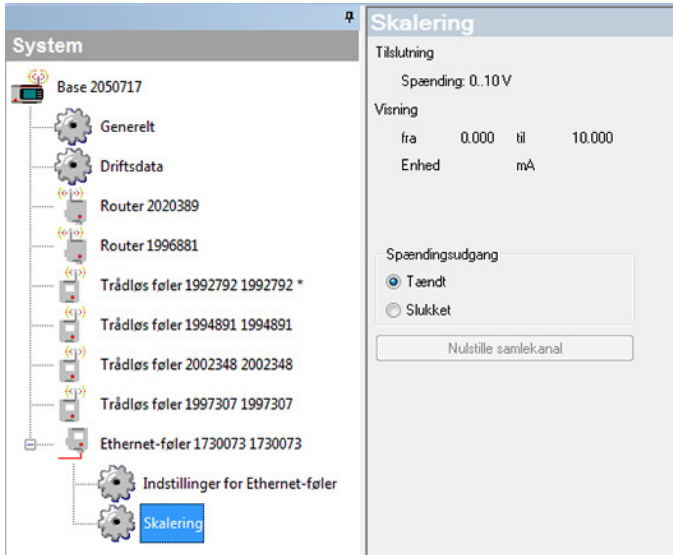 System
Base 2050717
Generelt
Driftsdata
Router 2020389
Router 1996881
Trådløs føler 1992792 1992792 *
Trådløs føler 1994891 1994891
Trådløs føler 2002348 2002348
Trådløs føler 1997307 1997307
Ethernet-føler 1730073 1730073
Indstillinger for Ethernet-føler
Skalering
Skalering
Tilslutning
Spænding: 0..10 V
Visning
fra 0.000 til 10.000
Enhed mA
Spændingsudgang
Tændt
Slukket
Nulstille samlekanal